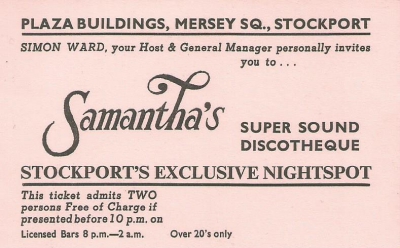 PLAZA BUILDINGS, MERSEY SQ., STOCKPORT
SIMON WARD, your Host & General Manager personally invites
you to . . .
Samantha's
SUPER SOUND
DISCOTHEQUE
STOCKPORT'S EXCLUSIVE NIGHTSPOT
This ticket admits TWO
persons Free of Charge if
presented before 10 p.m. on
Licensed Bars 8 p.m.—2 a.m. Over 20's only